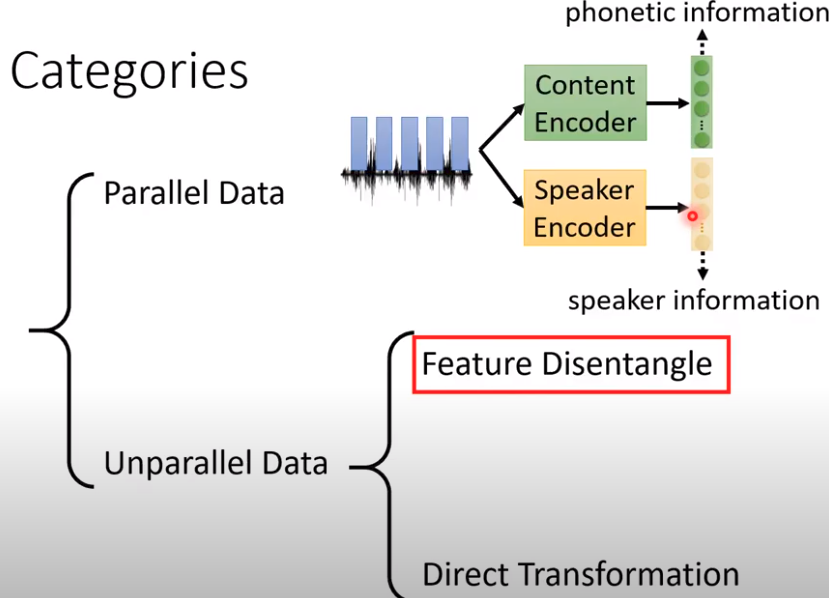 phonetic information
Categories
Content
Encoder
Parallel Data
Speaker
Encoder
speaker information
Feature Disentangle
Unparallel Data
Direct Transformation